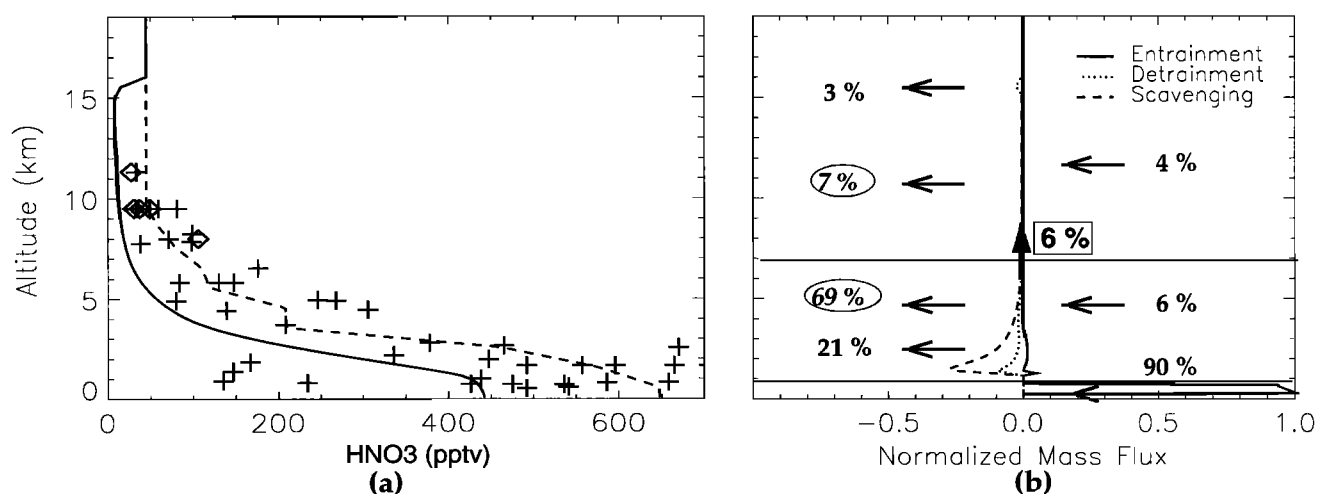 15
10
5
0
Altitude (km)
0
200
400
600
HNO3 (pptv)
(a)
Entrainment
Detrainment
Scavenging
3 %
4 %
7 %
6 %
69 %
6 %
21 %
90 %
-0.5
0.0
0.5
1.0
Normalized Mass Flux
(b)